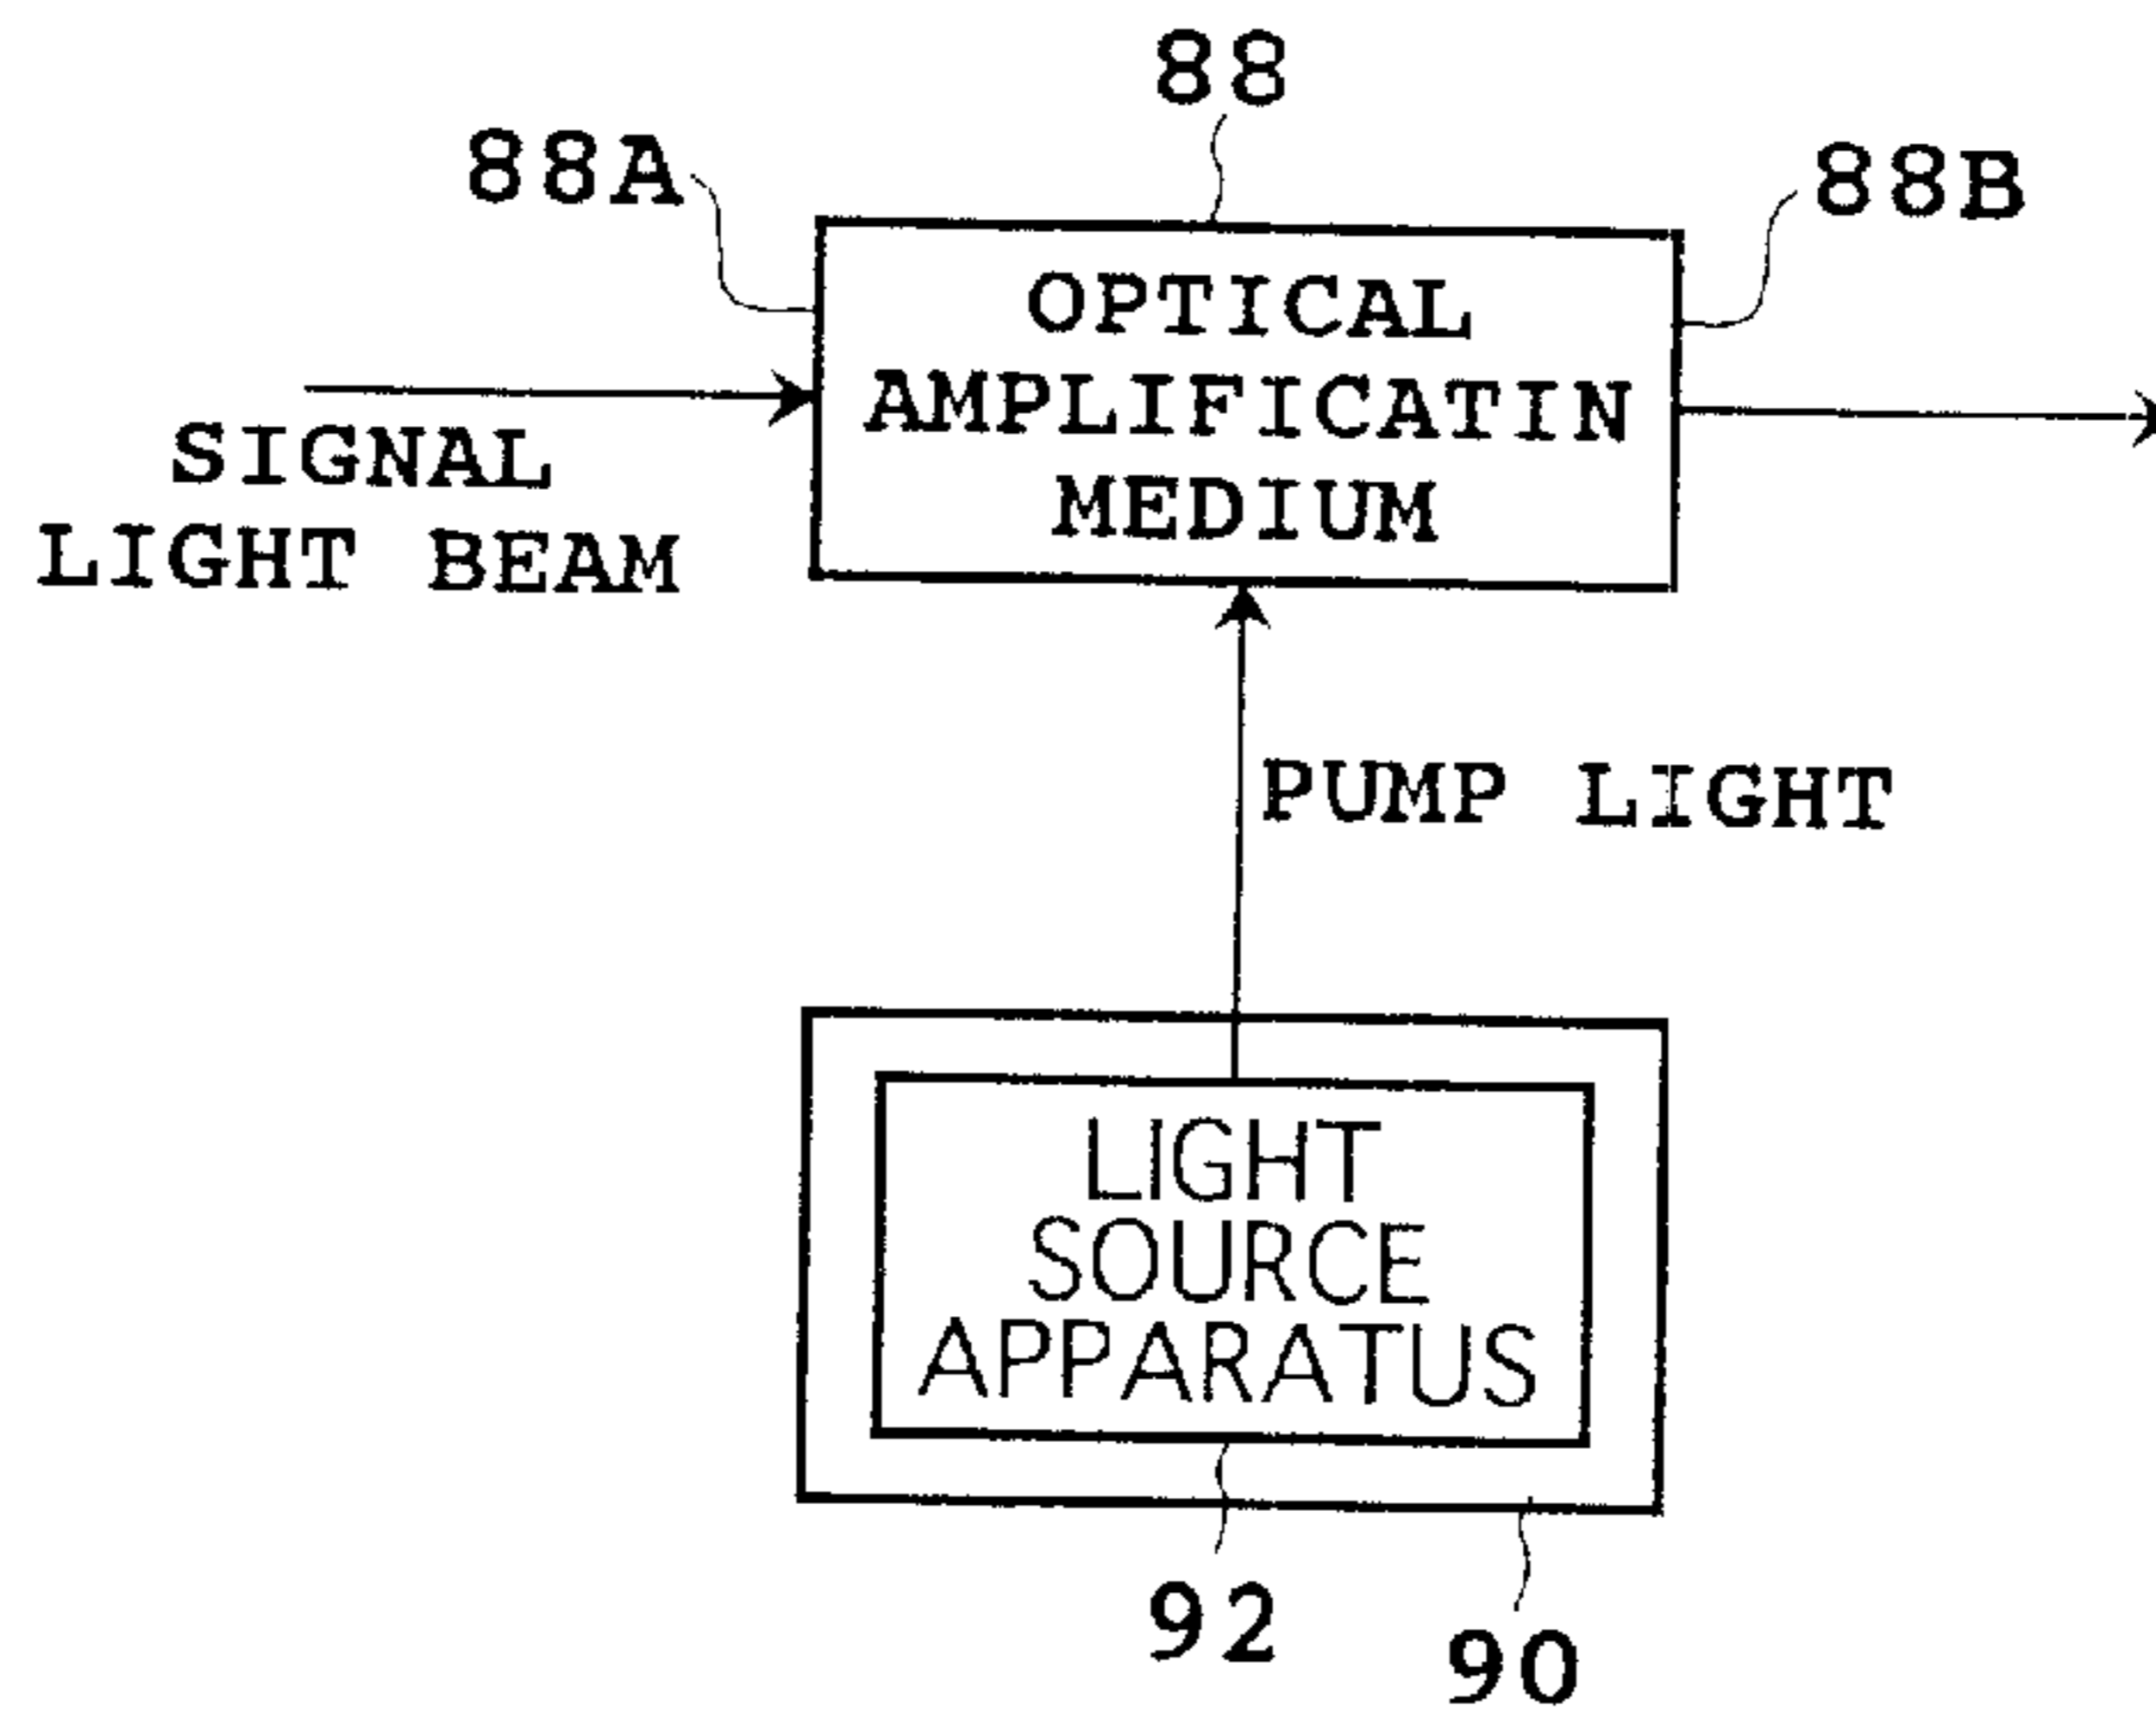 88
88A
88B
OPTICAL
AMPLIFICATIN
MEDIUM
SIGNAL
LIGHT BEAM
PUMP LIGHT
LIGHT
SOURCE
APPARATUS
92
90